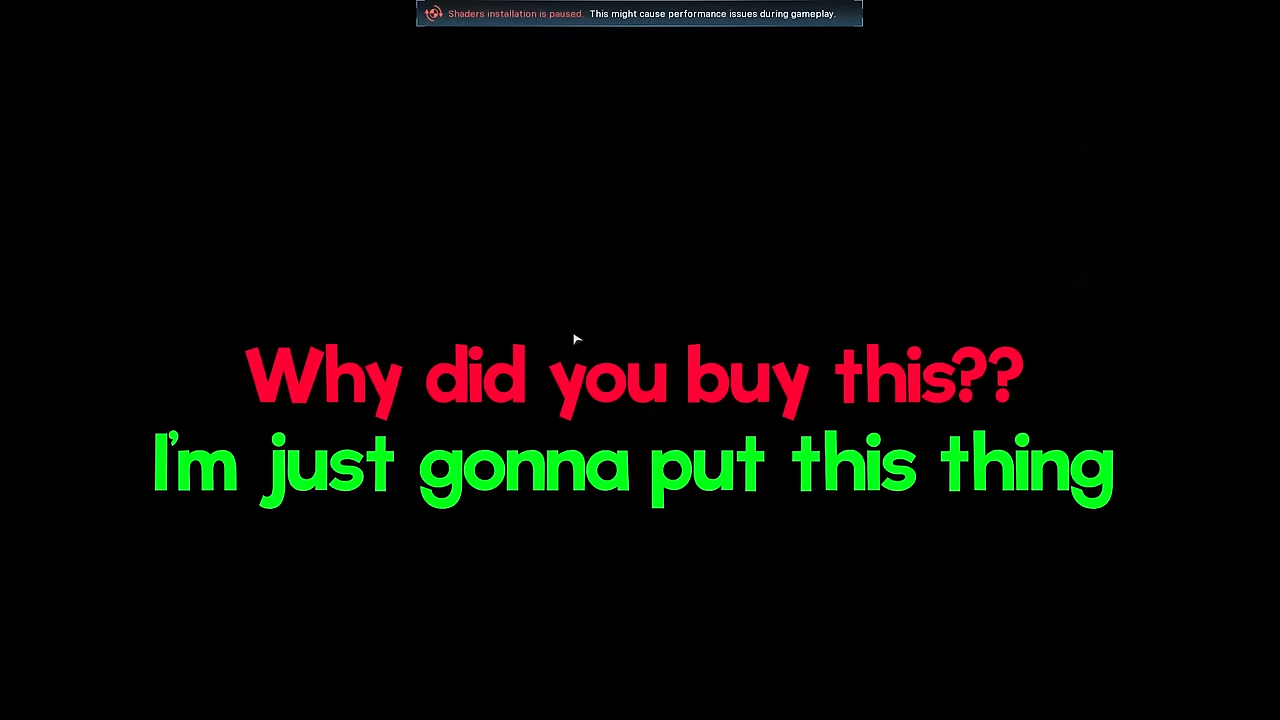 Shaders installation is paused. This might cause performance issues during gameplay.
Why did you buy this??
I'm just gonna put this thing